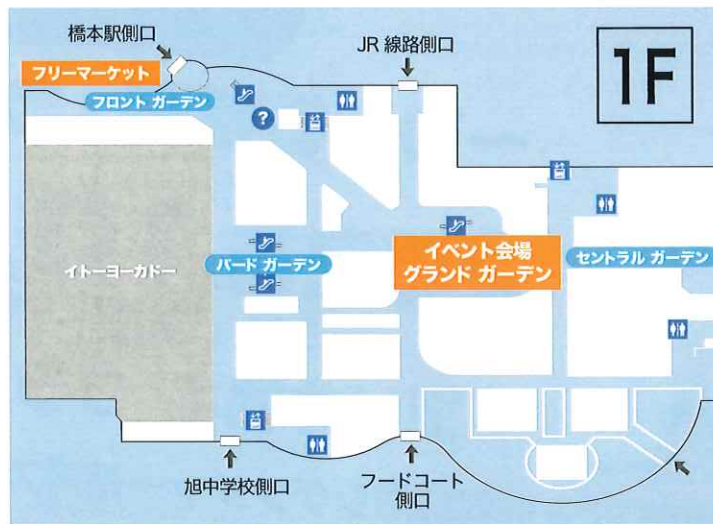 橋本駅側口
JR 線路側口
1F
フリーマーケット
フロント ガーデン
?
イトーヨーカドー
バード ガーデン
イベント会場
グランド ガーデン
セントラル ガーデン
旭中学校側口
フードコート
側口